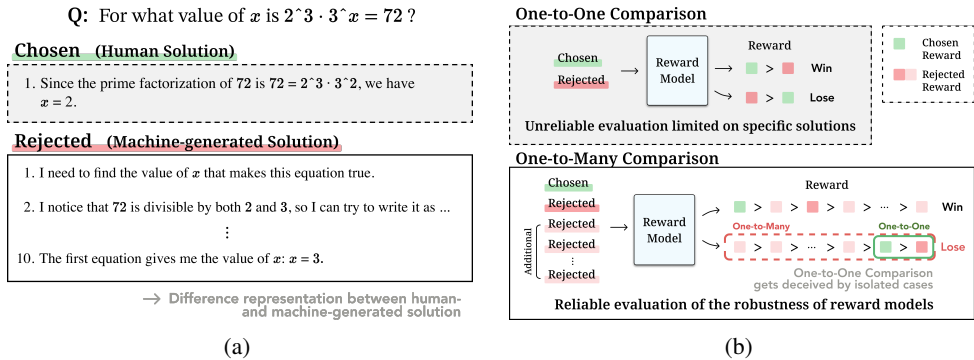 Q: For what value of x is 2^3 · 3^x = 72 ?
Chosen (Human Solution)
1. Since the prime factorization of 72 is 72 = 2^3 · 3^2, we have
x = 2.
Rejected (Machine-generated Solution)
1. I need to find the value of x that makes this equation true.
2. I notice that 72 is divisible by both 2 and 3, so I can try to write it as ...
⋮
10. The first equation gives me the value of x: x = 3.
→ Difference representation between human-
and machine-generated solution
(a)
One-to-One Comparison
Chosen
Rejected
Reward
Model
Reward
> Win
> Lose
Unreliable evaluation limited on specific solutions
Chosen
Reward
Rejected
Reward
One-to-Many Comparison
Chosen
Rejected
Additional
Rejected
Rejected
⋮
Rejected
Reward
Model
Reward
> > > > ... > Win
One-to-Many One-to-One
> > ... > > > Lose
One-to-One Comparison
gets deceived by isolated cases
Reliable evaluation of the robustness of reward models
(b)